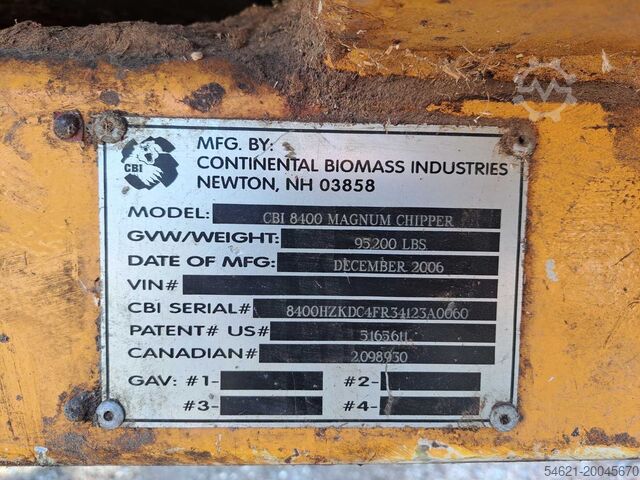 MFG. BY:
CBI
CONTINENTAL BIOMASS INDUSTRIES
NEWTON, NH 03858
MODEL: CBI 8400 MAGNUM CHIPPER
GVW/WEIGHT: 95200 LBS
DATE OF MFG: DECEMBER 2006
VIN#
CBI SERIAL# 8400HZKDC4FR34123A0060
PATENT# US# 5165611
CANADIAN# 2098930
GAV: #1- #2-
#3- #4-
54621-20045670